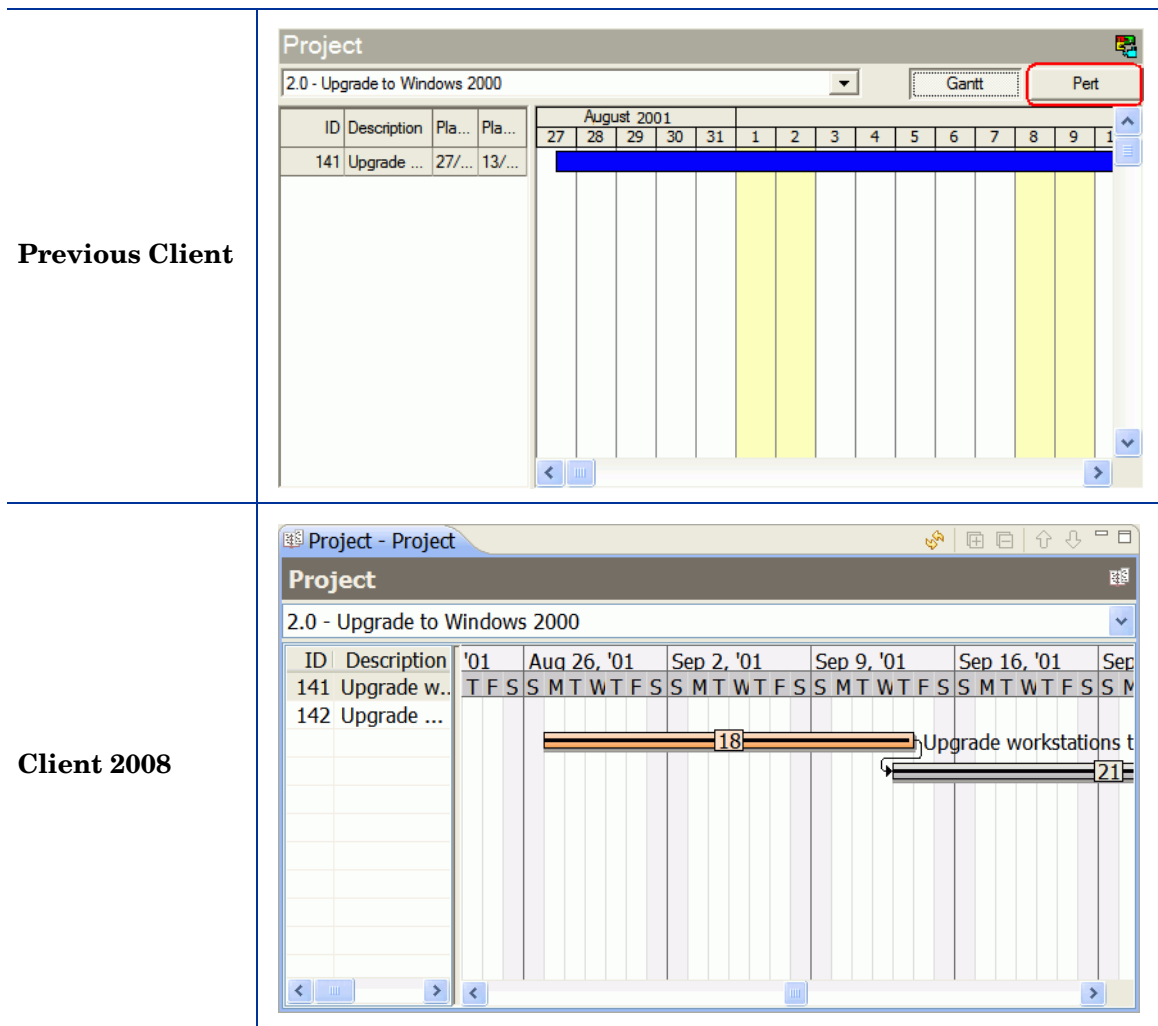 Previous Client
Project
2.0 - Upgrade to Windows 2000
Gantt
Pert
ID Description Pla... Pla...
August 2001
27 28 29 30 31 1 2 3 4 5 6 7 8 9 1
141 Upgrade ... 27/... 13/...
Client 2008
Project - Project
Project
2.0 - Upgrade to Windows 2000
ID Description '01 Aug 26, '01 Sep 2, '01 Sep 9, '01 Sep 16, '01 Sep
141 Upgrade w.. T F S S M T W T F S S M T W T F S S M T W T F S S M T W T F S S M
142 Upgrade ...
18 Upgrade workstations t
21